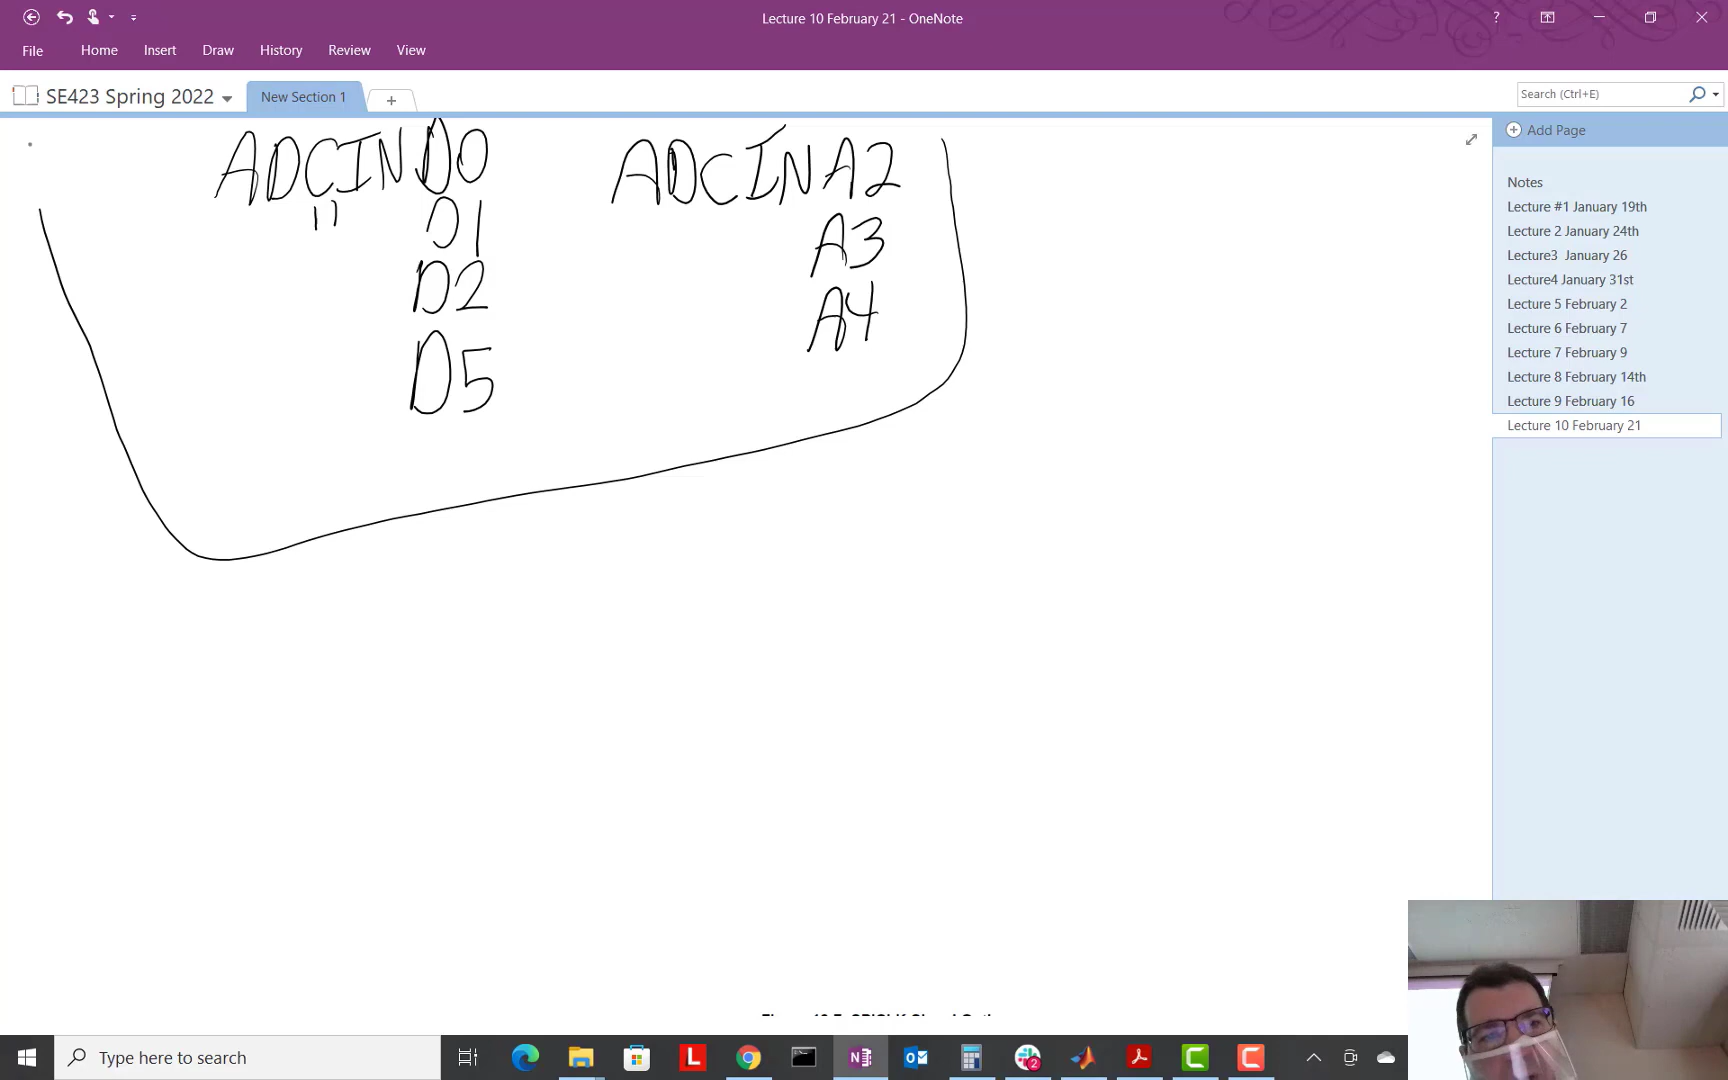 Lecture 10 February 21 - OneNote
?
File Home Insert Draw History Review View
SE423 Spring 2022
New Section 1
+
Search (Ctrl+E)
Add Page
Notes
Lecture #1 January 19th
Lecture 2 January 24th
Lecture3 January 26
Lecture4 January 31st
Lecture 5 February 2
Lecture 6 February 7
Lecture 7 February 9
Lecture 8 February 14th
Lecture 9 February 16
Lecture 10 February 21
ADCIND0 ADCINA2
" D1 A3
D2 A4
D5
Type here to search
L
2